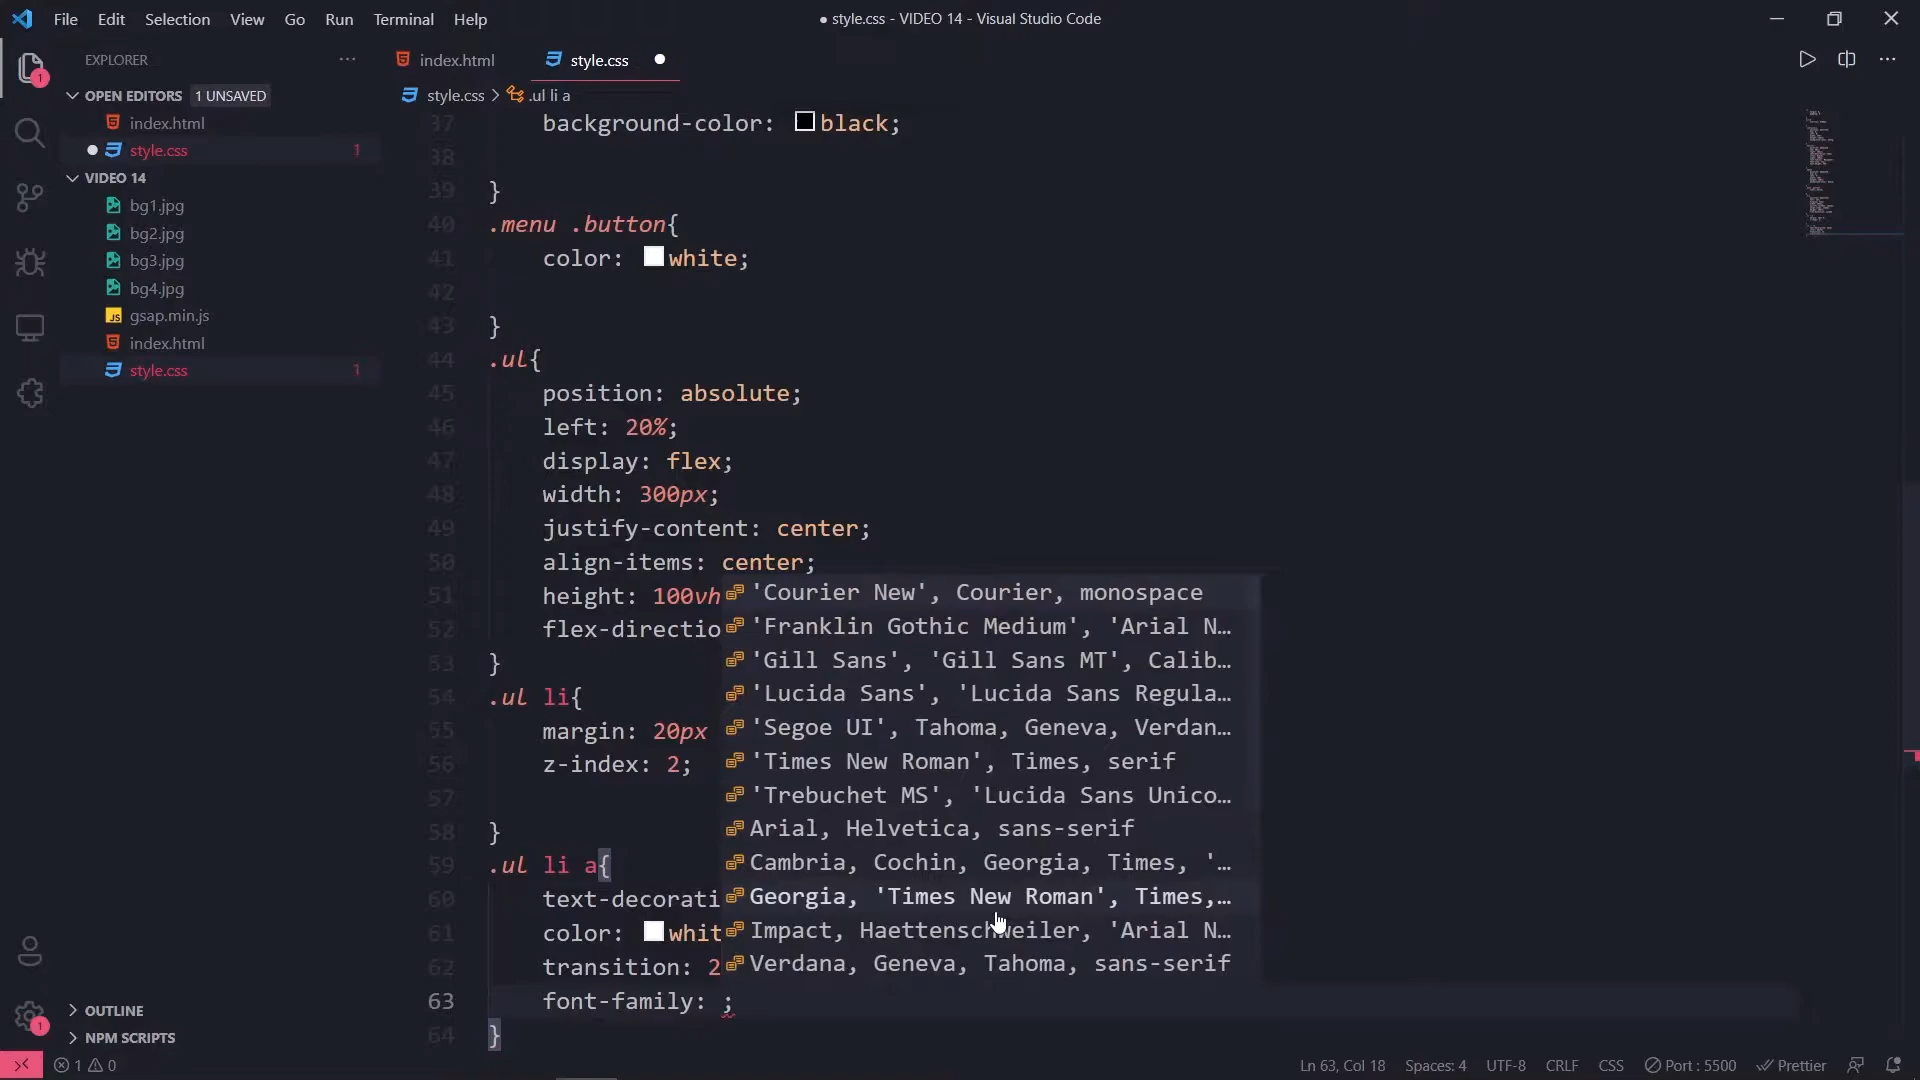 File Edit Selection View Go Run Terminal Help
● style.css - VIDEO 14 - Visual Studio Code
EXPLORER
index.html
style.css
OPEN EDITORS 1 UNSAVED
index.html
style.css 1
VIDEO 14
bg1.jpg
bg2.jpg
bg3.jpg
bg4.jpg
JS gsap.min.js
index.html
style.css 1
OUTLINE
NPM SCRIPTS
1
1
style.css > .ul li a
37 background-color: black;
38
39 }
40 .menu .button{
41 color: white;
42
43 }
44 .ul{
45 position: absolute;
46 left: 20%;
47 display: flex;
48 width: 300px;
49 justify-content: center;
50 align-items: center;
51 height: 100vh
52 flex-directio
53 }
54 .ul li{
55 margin: 20px
56 z-index: 2;
57
58 }
59 .ul li a{
60 text-decorati
61 color: whit
62 transition: 2
63 font-family: ;
64 }
'Courier New', Courier, monospace
'Franklin Gothic Medium', 'Arial N…
'Gill Sans', 'Gill Sans MT', Calib…
'Lucida Sans', 'Lucida Sans Regula…
'Segoe UI', Tahoma, Geneva, Verdan…
'Times New Roman', Times, serif
'Trebuchet MS', 'Lucida Sans Unico…
Arial, Helvetica, sans-serif
Cambria, Cochin, Georgia, Times, '…
Georgia, 'Times New Roman', Times,…
Impact, Haettenschweiler, 'Arial N…
Verdana, Geneva, Tahoma, sans-serif
1 0
Ln 63, Col 18 Spaces: 4 UTF-8 CRLF CSS Port : 5500 Prettier